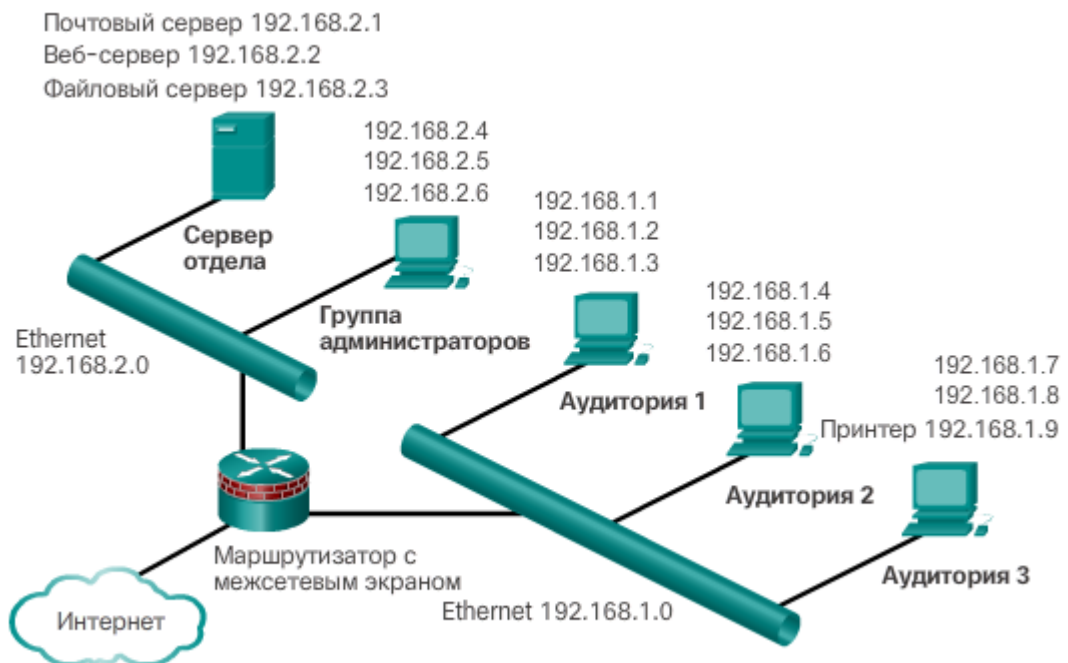 Почтовый сервер 192.168.2.1
Веб-сервер 192.168.2.2
Файловый сервер 192.168.2.3
192.168.2.4
192.168.2.5
192.168.2.6
Сервер
отдела
192.168.1.1
192.168.1.2
192.168.1.3
Ethernet
192.168.2.0
Группа
администраторов
192.168.1.4
192.168.1.5
192.168.1.6
Аудитория 1
192.168.1.7
192.168.1.8
Принтер 192.168.1.9
Аудитория 2
Маршрутизатор с
межсетевым экраном
Аудитория 3
Ethernet 192.168.1.0
Интернет